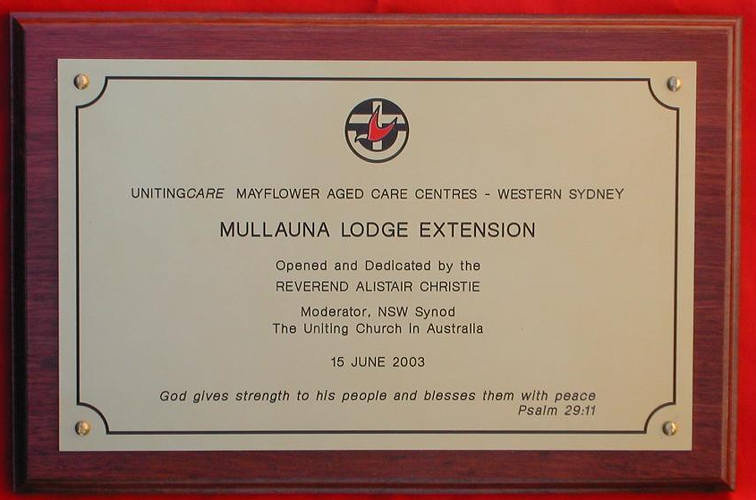 UNITINGCARE MAYFLOWER AGED CARE CENTRES - WESTERN SYDNEY
MULLAUNA LODGE EXTENSION
Opened and Dedicated by the
REVEREND ALISTAIR CHRISTIE
Moderator, NSW Synod
The Uniting Church in Australia
15 JUNE 2003
God gives strength to his people and blesses them with peace
Psalm 29:11